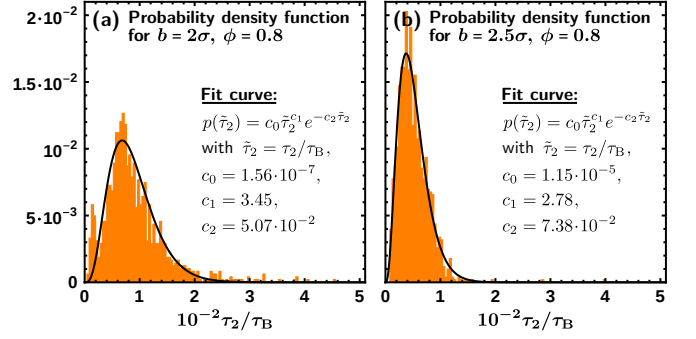 (a) Probability density function
for b = 2σ, ϕ = 0.8
Fit curve:
p(τ̃₂) = c₀τ̃₂^{c₁}e^{−c₂τ̃₂}
with τ̃₂ = τ₂/τ_B,
c₀ = 1.56·10⁻⁷,
c₁ = 3.45,
c₂ = 5.07·10⁻²
2·10⁻²
1.5·10⁻²
10⁻²
5·10⁻³
0
0 1 2 3 4 5
10⁻²τ₂/τ_B
(b) Probability density function
for b = 2.5σ, ϕ = 0.8
Fit curve:
p(τ̃₂) = c₀τ̃₂^{c₁}e^{−c₂τ̃₂}
with τ̃₂ = τ₂/τ_B,
c₀ = 1.15·10⁻⁵,
c₁ = 2.78,
c₂ = 7.38·10⁻²
0 1 2 3 4 5
10⁻²τ₂/τ_B